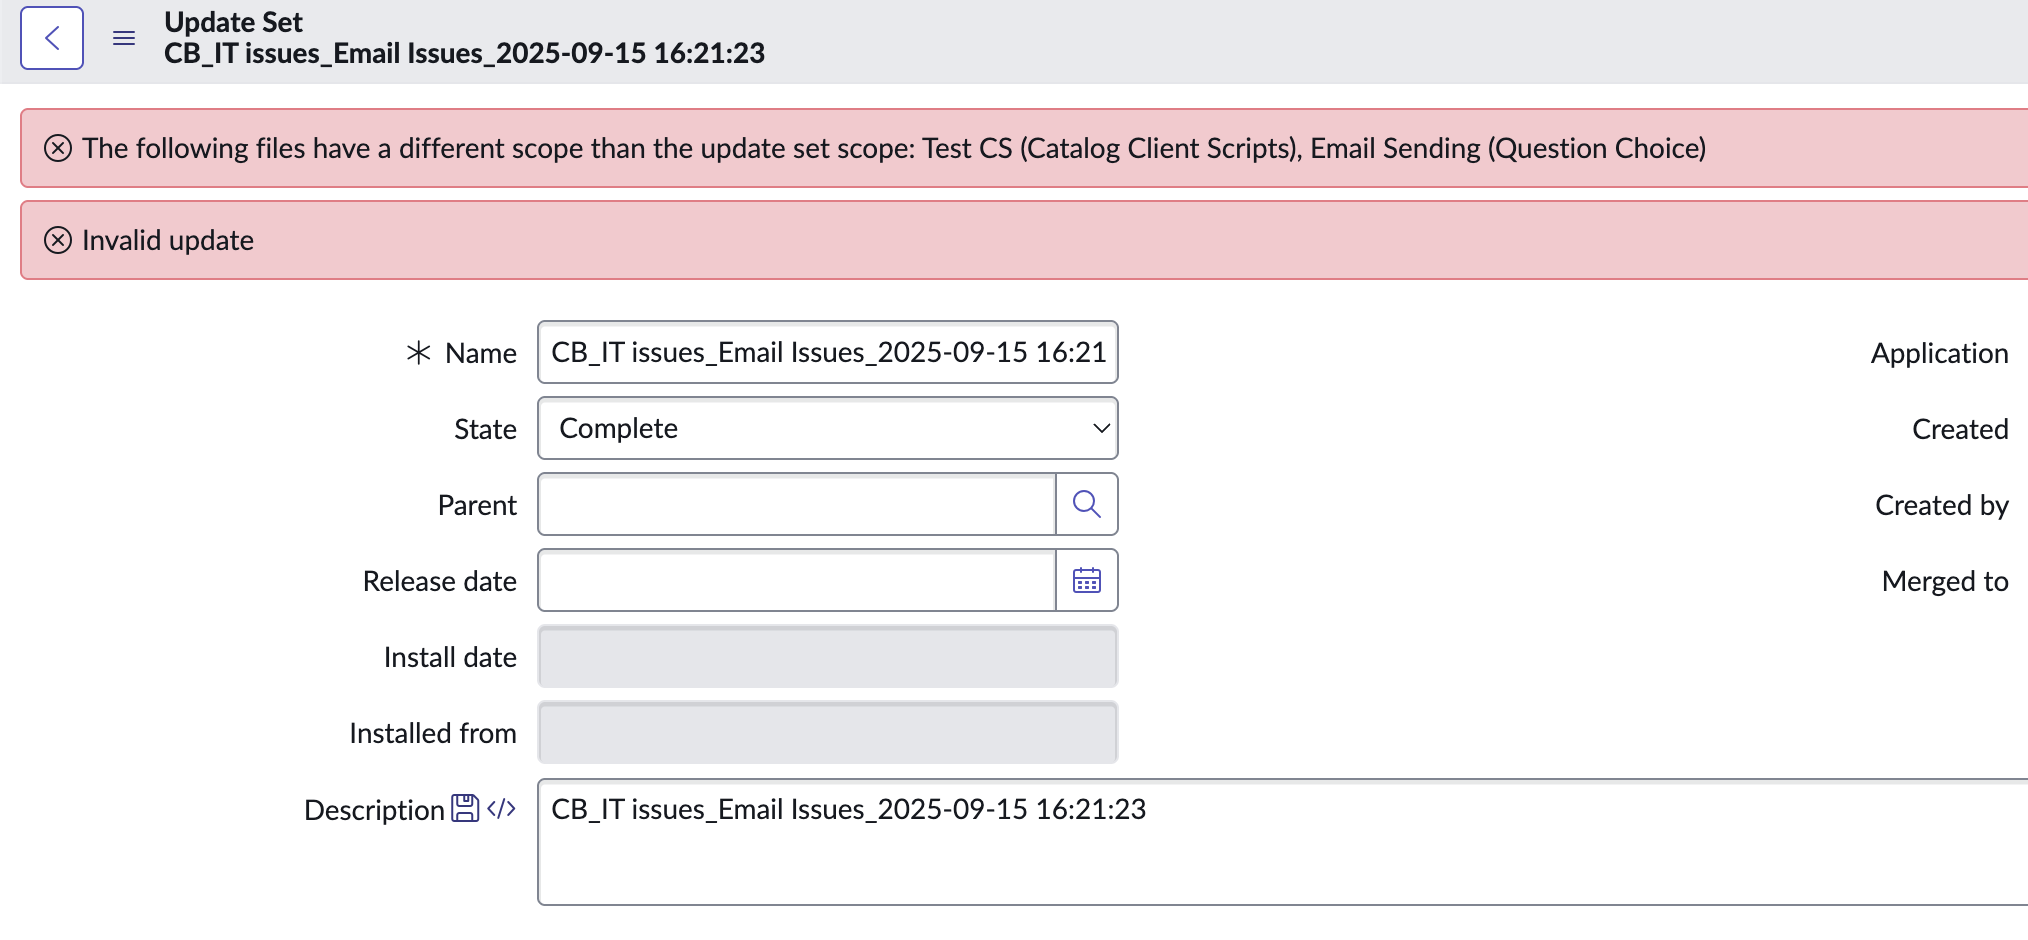 Update Set
CB_IT issues_Email Issues_2025-09-15 16:21:23
The following files have a different scope than the update set scope: Test CS (Catalog Client Scripts), Email Sending (Question Choice)
Invalid update
Name CB_IT issues_Email Issues_2025-09-15 16:21
Application
State Complete
Created
Parent
Created by
Release date
Merged to
Install date
Installed from
Description </> CB_IT issues_Email Issues_2025-09-15 16:21:23